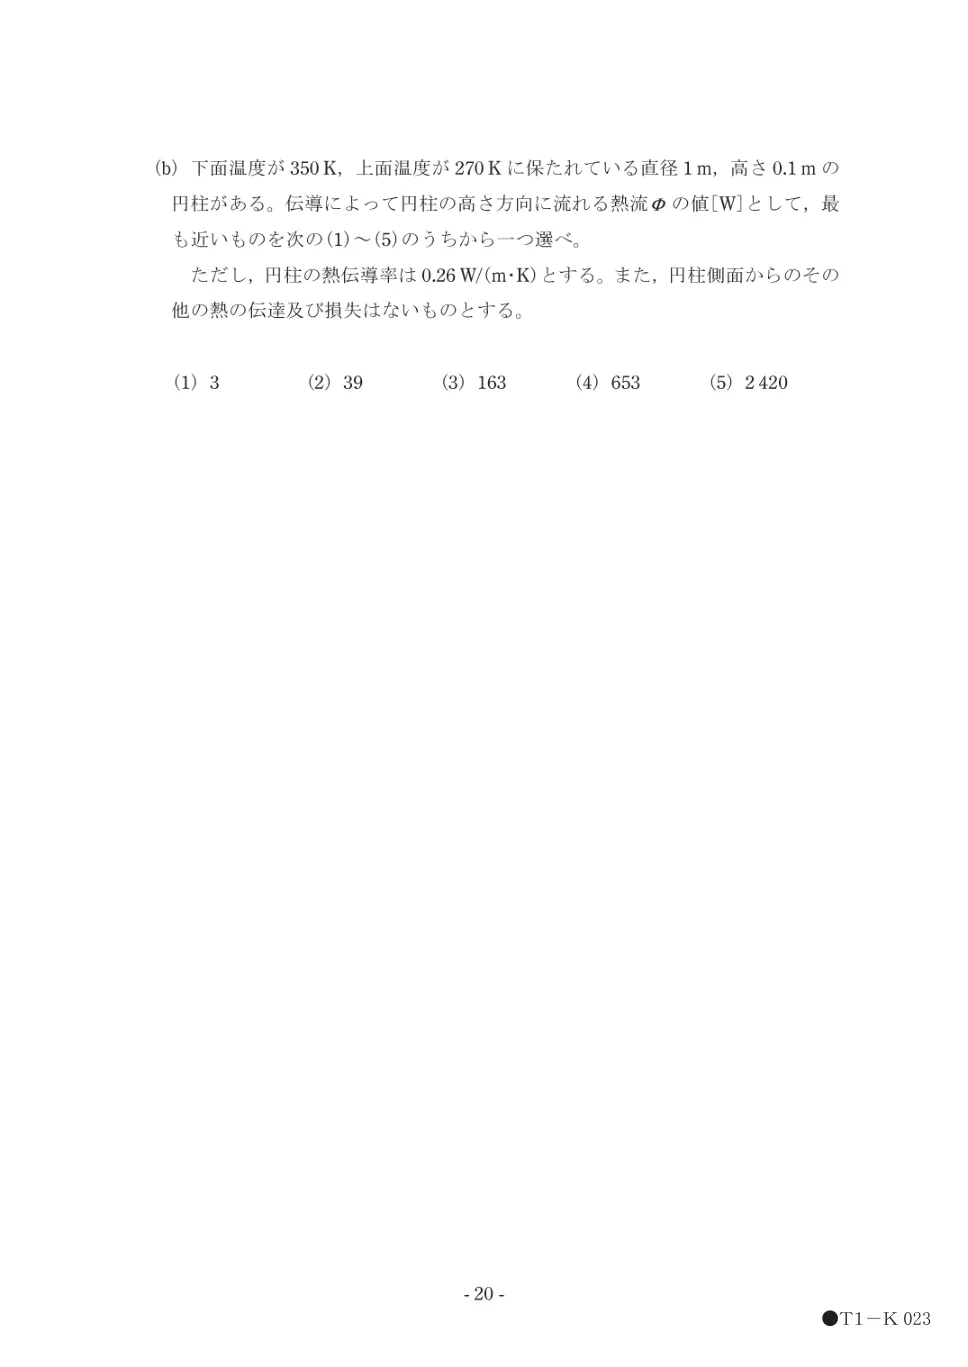 (b) 下面温度が 350 K，上面温度が 270 K に保たれている直径 1 m，高さ 0.1 m の
円柱がある。伝導によって円柱の高さ方向に流れる熱流 Φ の値[W]として，最
も近いものを次の(1)～(5)のうちから一つ選べ。
ただし，円柱の熱伝導率は 0.26 W/(m・K)とする。また，円柱側面からのその
他の熱の伝達及び損失はないものとする。
(1) 3 (2) 39 (3) 163 (4) 653 (5) 2 420
- 20 -
●T1－K 023